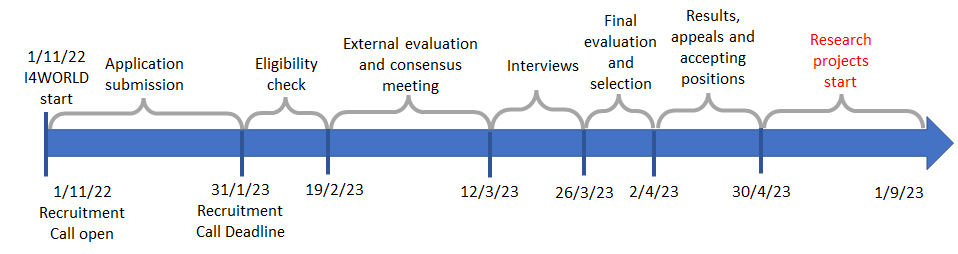 1/11/22
I4WORLD
start
Application
submission
Eligibility
check
External evaluation
and consensus
meeting
Interviews
Final
evaluation
and
selection
Results,
appeals and
accepting
positions
Research
projects
start
1/11/22
Recruitment
Call open
31/1/23
Recruitment
Call Deadline
19/2/23
12/3/23
26/3/23
2/4/23
30/4/23
1/9/23